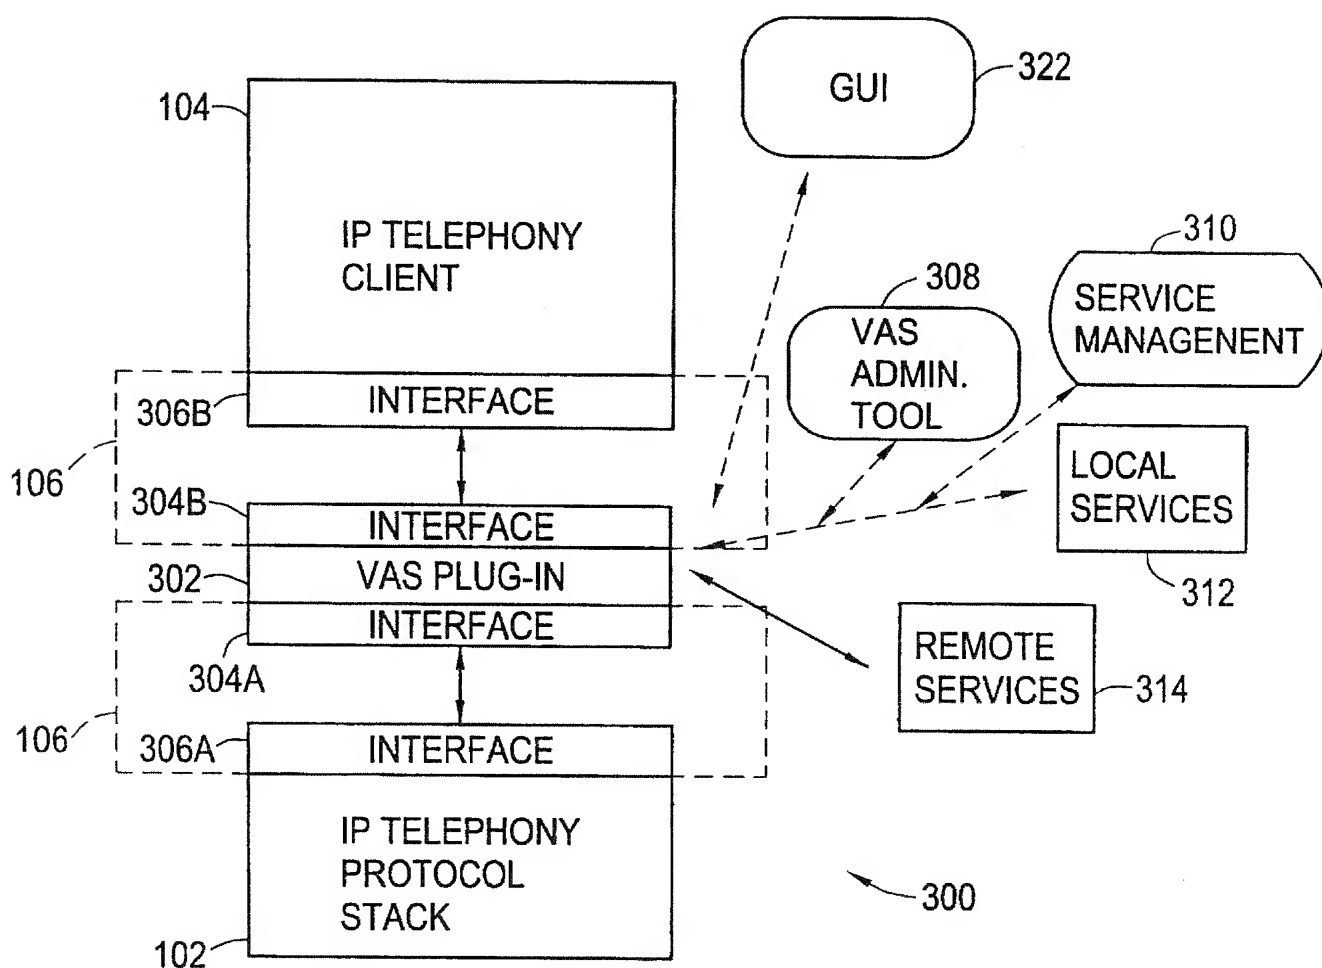 GUI
322
104
IP TELEPHONY
CLIENT
310
SERVICE
MANAGENENT
308
VAS
ADMIN.
TOOL
INTERFACE
306B
106
LOCAL
SERVICES
312
304B
INTERFACE
302
VAS PLUG-IN
INTERFACE
304A
REMOTE
SERVICES
314
106
306A
INTERFACE
IP TELEPHONY
PROTOCOL
STACK
102
300